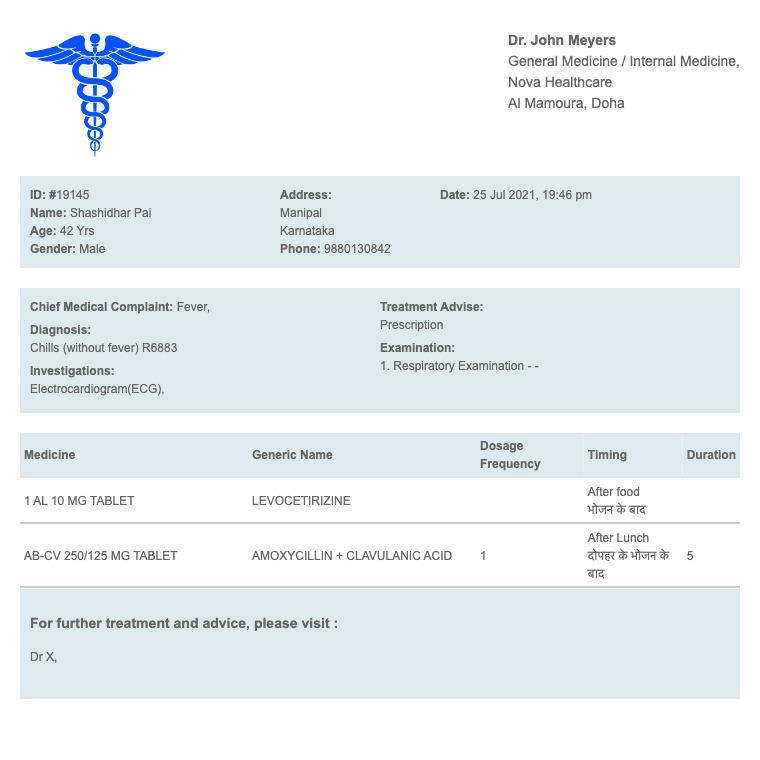 Dr. John Meyers
General Medicine / Internal Medicine,
Nova Healthcare
Al Mamoura, Doha
ID: #19145
Name: Shashidhar Pai
Age: 42 Yrs
Gender: Male
Address:
Manipal
Karnataka
Phone: 9880130842
Date: 25 Jul 2021, 19:46 pm
Chief Medical Complaint: Fever,
Diagnosis:
Chills (without fever) R6883
Investigations:
Electrocardiogram(ECG),
Treatment Advise:
Prescription
Examination:
1. Respiratory Examination - -
Medicine Generic Name Dosage Frequency Timing Duration
1 AL 10 MG TABLET LEVOCETIRIZINE After food
भोजन के बाद
AB-CV 250/125 MG TABLET AMOXYCILLIN + CLAVULANIC ACID 1 After Lunch
दोपहर के भोजन के 5
बाद
For further treatment and advice, please visit :
Dr X,